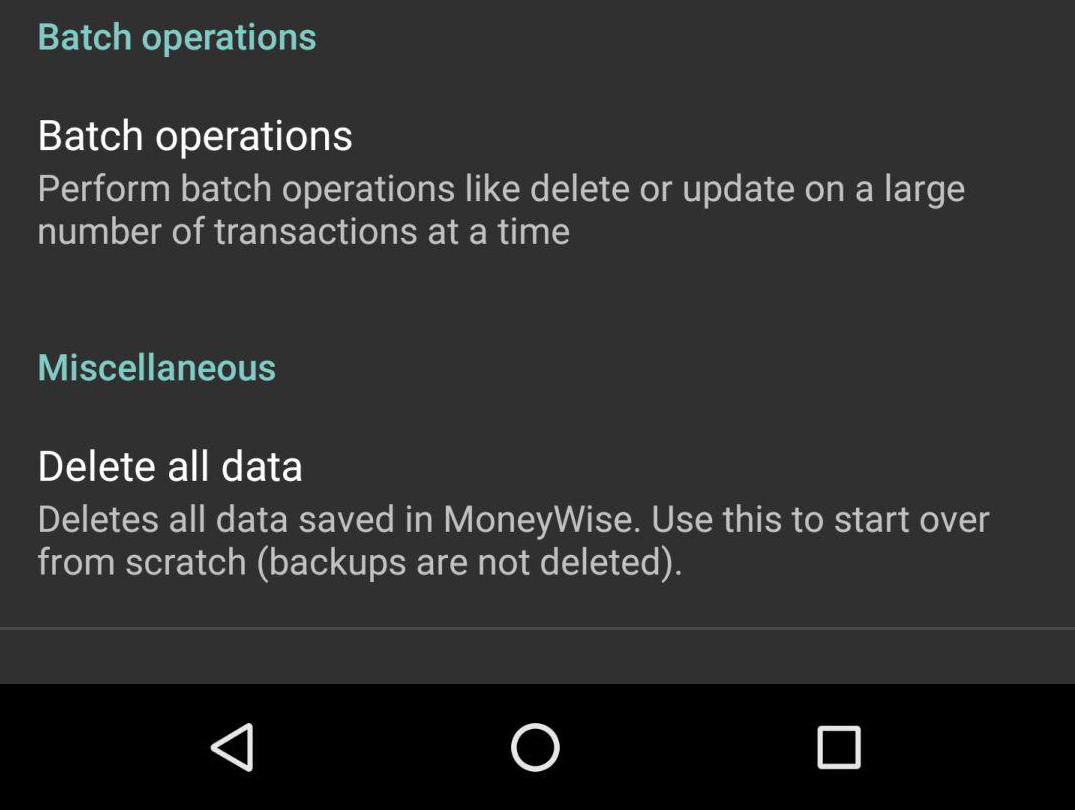 Batch operations
Batch operations
Perform batch operations like delete or update on a large
number of transactions at a time
Miscellaneous
Delete all data
Deletes all data saved in MoneyWise. Use this to start over
from scratch (backups are not deleted).